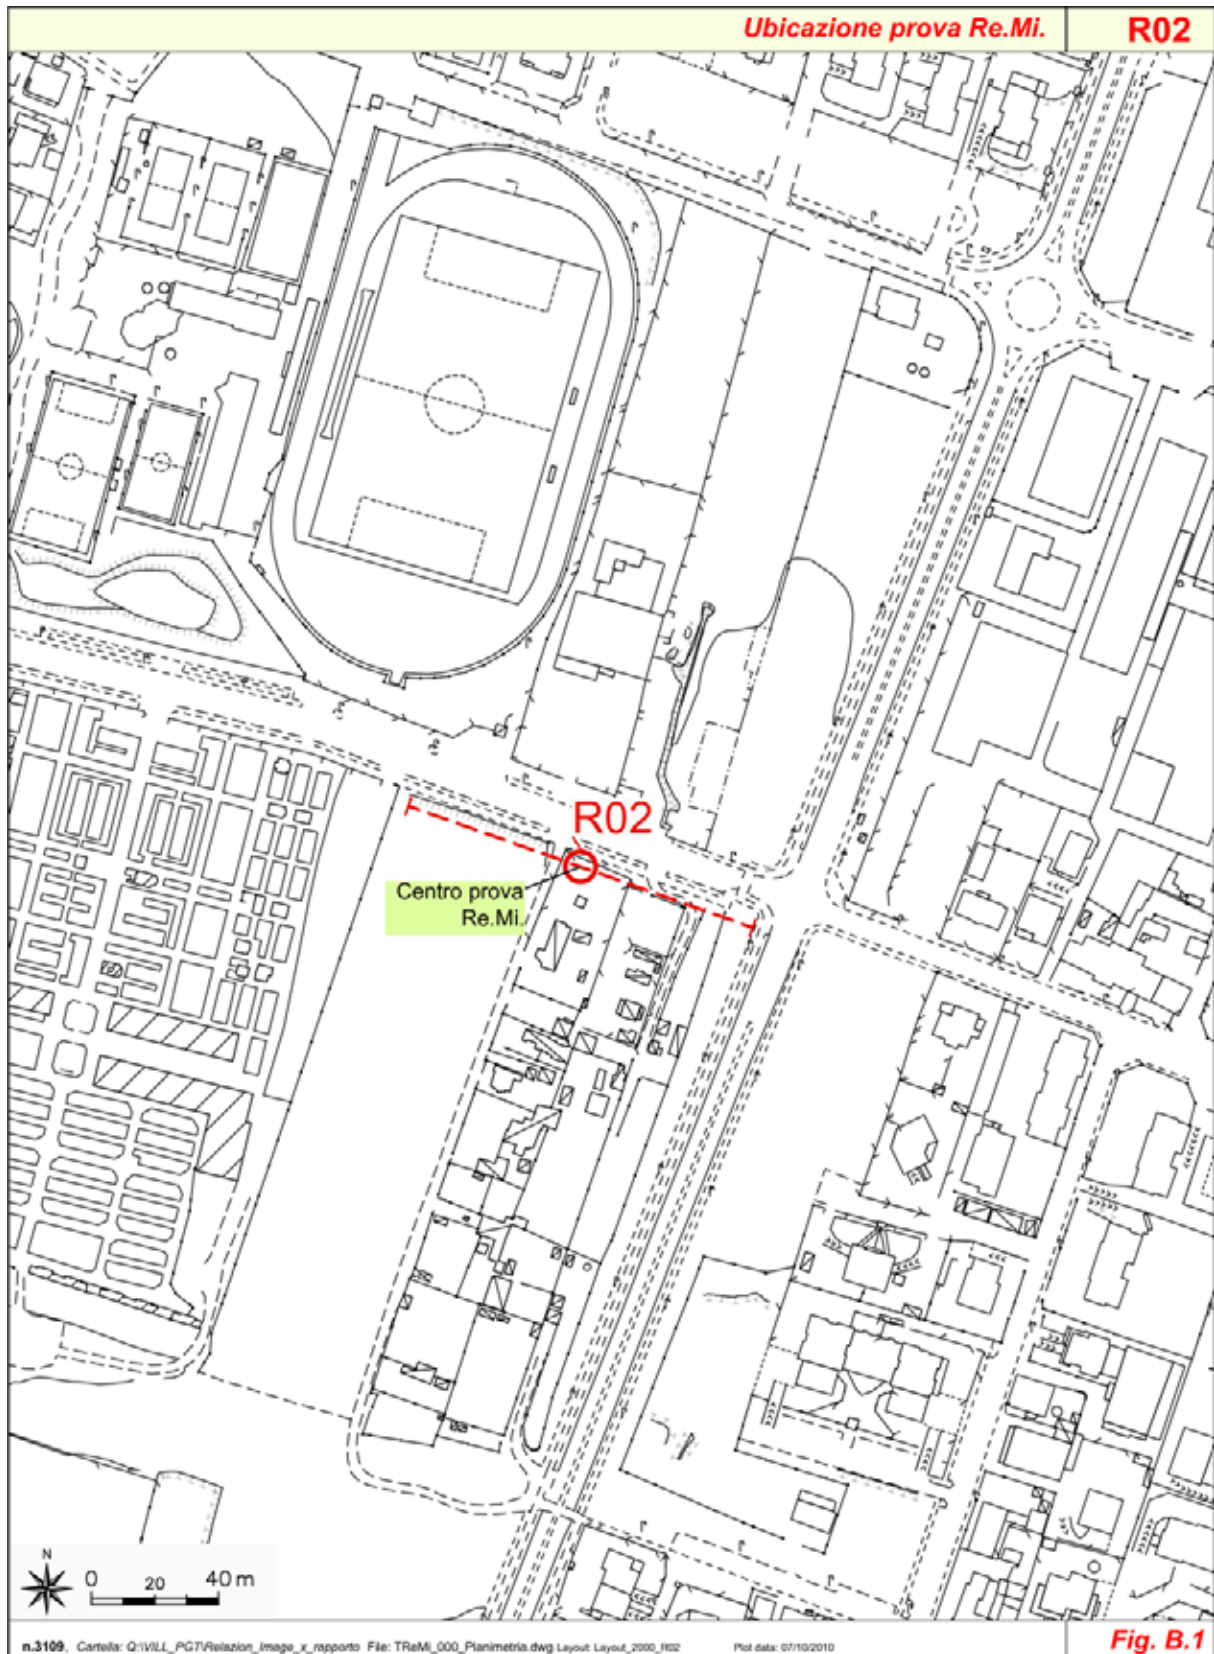 Ubicazione prova Re.Mi.
R02
R02
Centro prova
Re.Mi.
N
0 20 40 m
n.3109, Cartella: Q:\VILL_PGT\Relazion_Image_x_rapporto File: TReMi_000_Planimetria.dwg Layout: Layout_2000_R02 Plot data: 07/10/2010
Fig. B.1